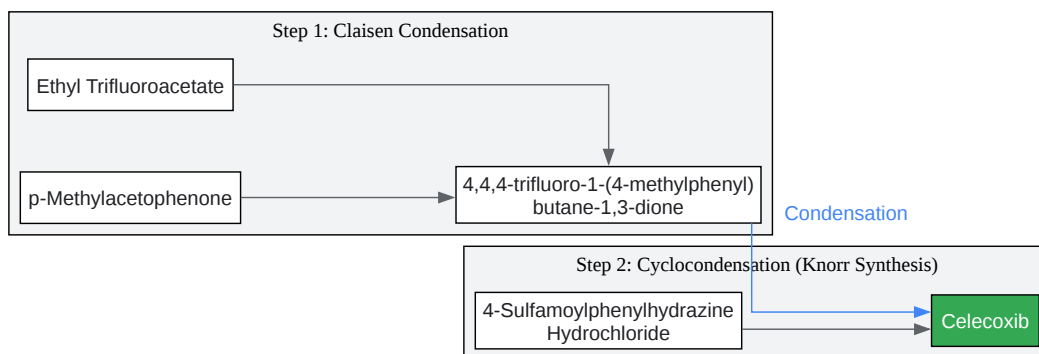 Step 1: Claisen Condensation
Ethyl Trifluoroacetate
p-Methylacetophenone
4,4,4-trifluoro-1-(4-methylphenyl)
butane-1,3-dione
Condensation
Step 2: Cyclocondensation (Knorr Synthesis)
4-Sulfamoylphenylhydrazine
Hydrochloride
Celecoxib